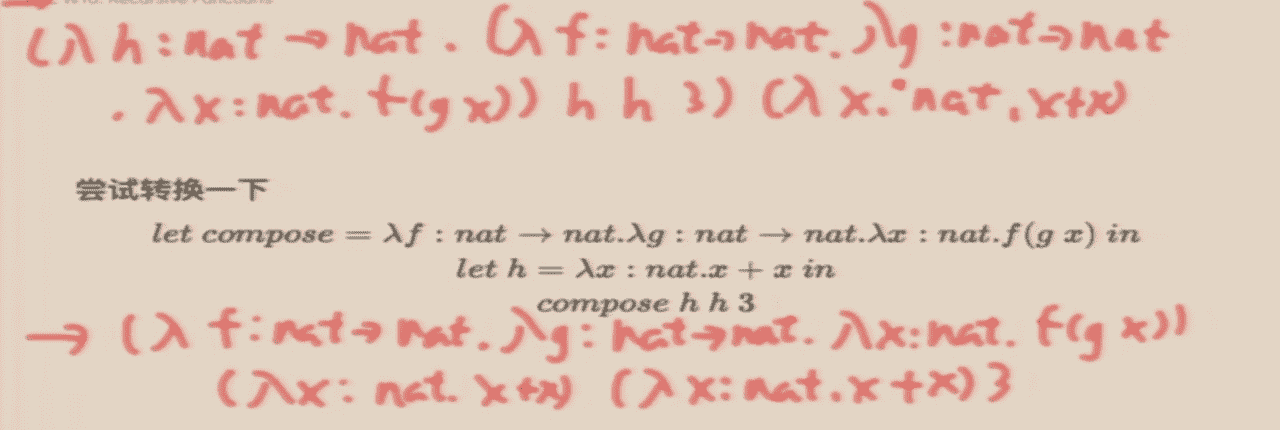 (λ h : nat → nat . (λ f : nat → nat . λg : nat → nat
. λx : nat . f(g x)) h h 3) (λ x : nat . x+x)
尝试转换一下
let compose = λf : nat → nat.λg : nat → nat.λx : nat.f(g x) in
let h = λx : nat.x + x in
compose h h 3
→ (λ f : nat → nat . λg : nat → nat . λx : nat . f(g x))
(λx : nat . x+x) (λ x : nat . x+x) 3